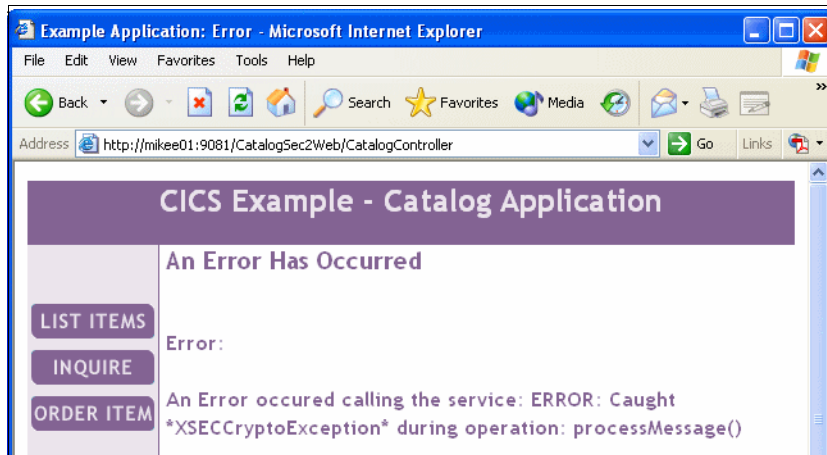 Example Application: Error - Microsoft Internet Explorer
File Edit View Favorites Tools Help
Back Search Favorites Media »
Address http://mikee01:9081/CatalogSec2Web/CatalogController Go Links
CICS Example - Catalog Application
An Error Has Occurred
LIST ITEMS
Error:
INQUIRE
An Error occured calling the service: ERROR: Caught
ORDER ITEM
*XSECCryptoException* during operation: processMessage()